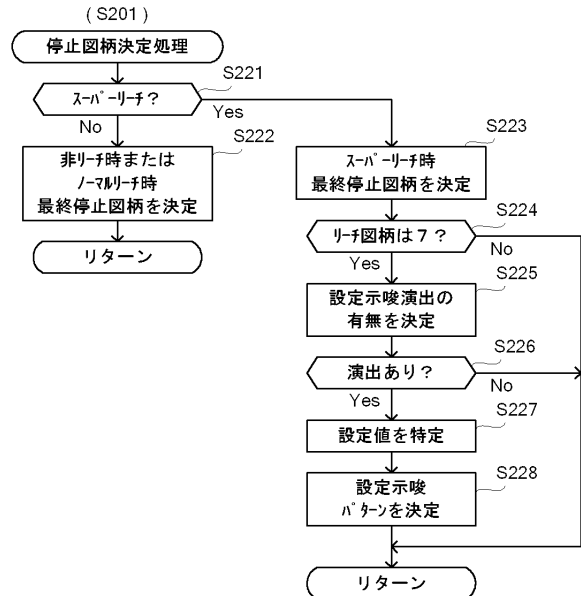 (S201)
停止図柄決定処理
S221
ｽｰﾊﾟｰﾘｰﾁ?
Yes
No
S222
非ﾘｰﾁ時または
ﾉｰﾏﾙﾘｰﾁ時
最終停止図柄を決定
リターン
S223
ｽｰﾊﾟｰﾘｰﾁ時
最終停止図柄を決定
S224
ﾘｰﾁ図柄は7?
No
Yes
S225
設定示唆演出の
有無を決定
S226
演出あり?
No
Yes
S227
設定値を特定
S228
設定示唆
ﾊﾟﾀｰﾝを決定
リターン